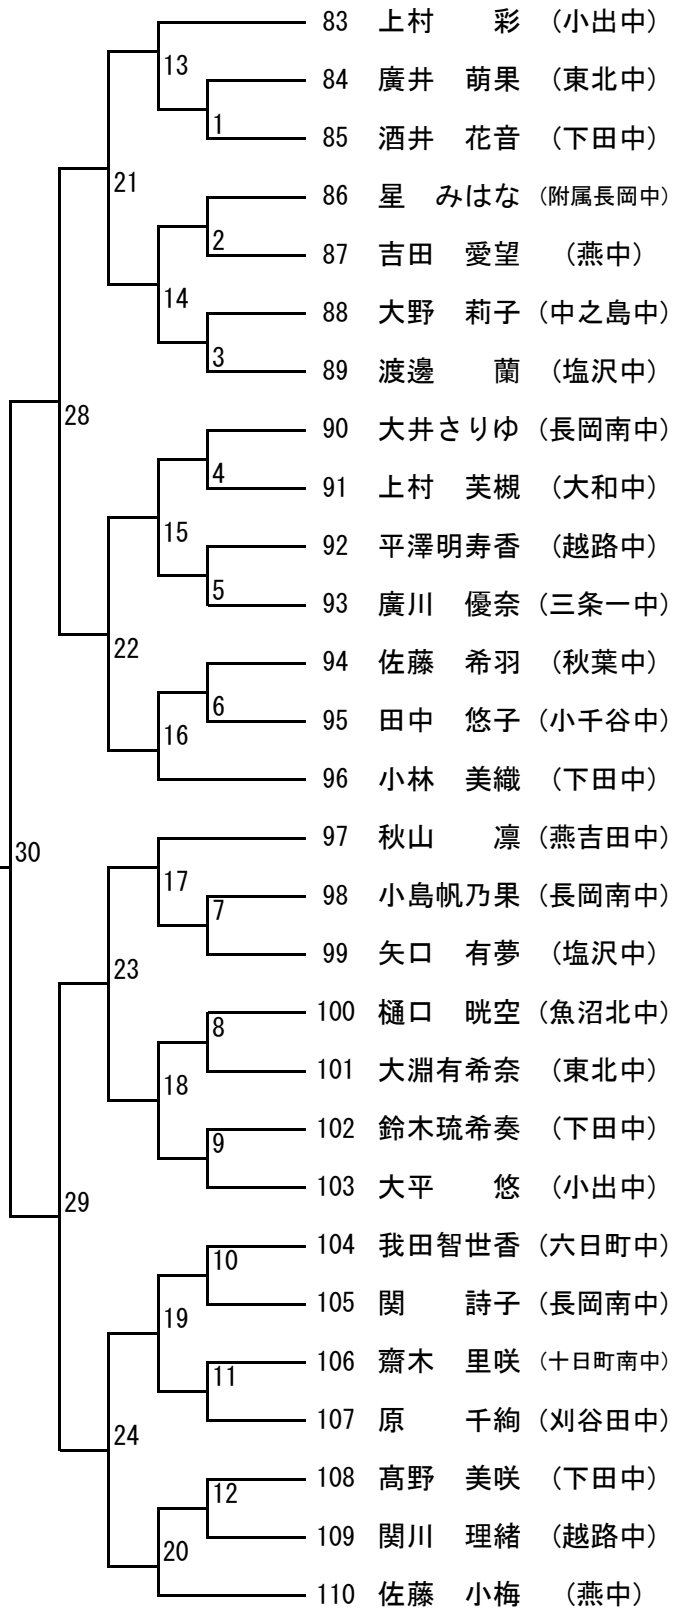 83 上村 彩 (小出中)
13
84 廣井 萌果 (東北中)
1
85 酒井 花音 (下田中)
21
86 星 みはな (附属長岡中)
2
87 吉田 愛望 (燕中)
14
88 大野 莉子 (中之島中)
3
89 渡邊 蘭 (塩沢中)
28
90 大井さりゆ (長岡南中)
4
91 上村 芙槻 (大和中)
15
92 平澤明寿香 (越路中)
5
93 廣川 優奈 (三条一中)
22
94 佐藤 希羽 (秋葉中)
6
95 田中 悠子 (小千谷中)
16
96 小林 美織 (下田中)
97 秋山 凛 (燕吉田中)
30
17
98 小島帆乃果 (長岡南中)
7
99 矢口 有夢 (塩沢中)
23
100 樋口 晄空 (魚沼北中)
8
101 大淵有希奈 (東北中)
18
102 鈴木琉希奏 (下田中)
9
103 大平 悠 (小出中)
29
104 我田智世香 (六日町中)
10
105 関 詩子 (長岡南中)
19
106 齋木 里咲 (十日町南中)
11
107 原 千絢 (刈谷田中)
24
108 髙野 美咲 (下田中)
12
109 関川 理緒 (越路中)
20
110 佐藤 小梅 (燕中)